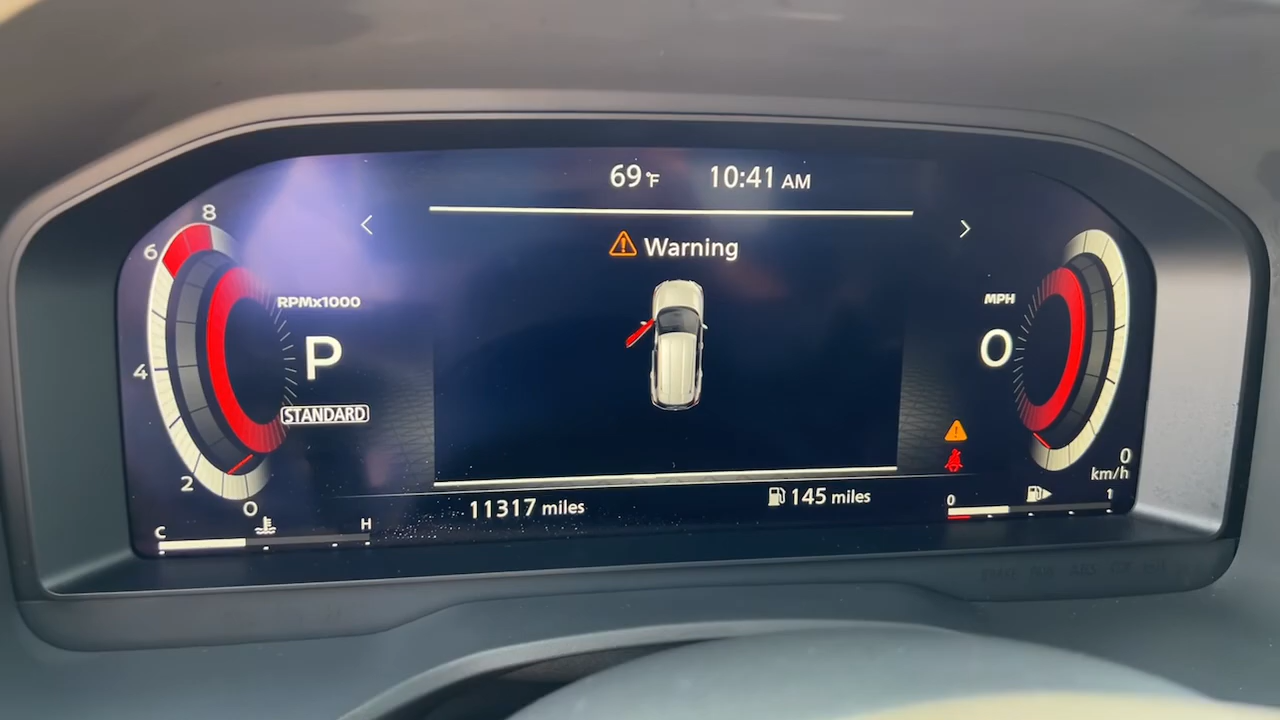 69°F 10:41 AM
Warning
8
6
4
2
0
RPMx1000
P
STANDARD
MPH
0
0
km/h
11317 miles
145 miles
C H
0 1